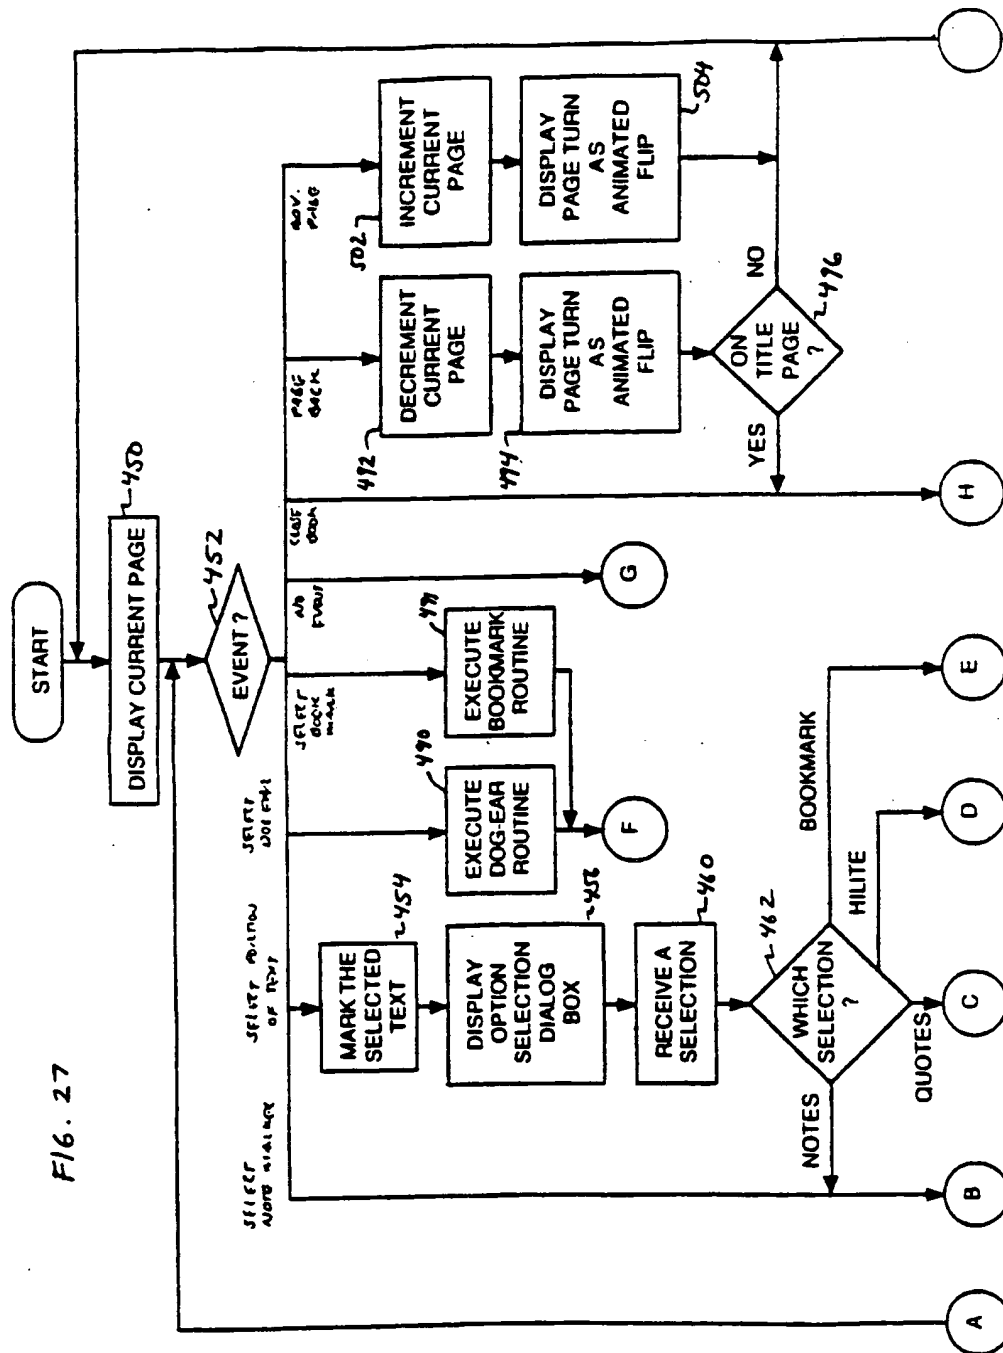 FIG. 27
START
DISPLAY CURRENT PAGE
450
EVENT?
452
SELECT
NOTE MARKER
SELECT PORTION
OF TEXT
SELECT
DOG EAR
SELECT
BOOK
MARK
NO
EVENT
CLOSE
BOOK
PAGE
BACK
ADV.
PAGE
MARK THE
SELECTED
TEXT
454
DISPLAY
OPTION
SELECTION
DIALOG
BOX
456
RECEIVE A
SELECTION
460
WHICH
SELECTION
?
462
NOTES
QUOTES
HILITE
BOOKMARK
490
EXECUTE
DOG-EAR
ROUTINE
491
EXECUTE
BOOKMARK
ROUTINE
492
DECREMENT
CURRENT
PAGE
494
DISPLAY
PAGE TURN
AS
ANIMATED
FLIP
ON
TITLE
PAGE
?
496
YES
NO
502
INCREMENT
CURRENT
PAGE
504
DISPLAY
PAGE TURN
AS
ANIMATED
FLIP
F
G
A
B
C
D
E
H